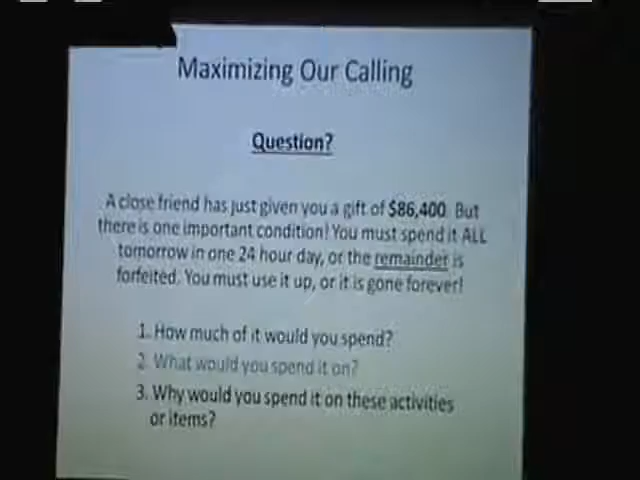 Maximizing Our Calling
Question?
A close friend has just given you a gift of $86,400. But
there is one important condition! You must spend it ALL
tomorrow in one 24 hour day, or the remainder is
forfeited. You must use it up, or it is gone forever!
1. How much of it would you spend?
2. What would you spend it on?
3. Why would you spend it on these activities
or items?